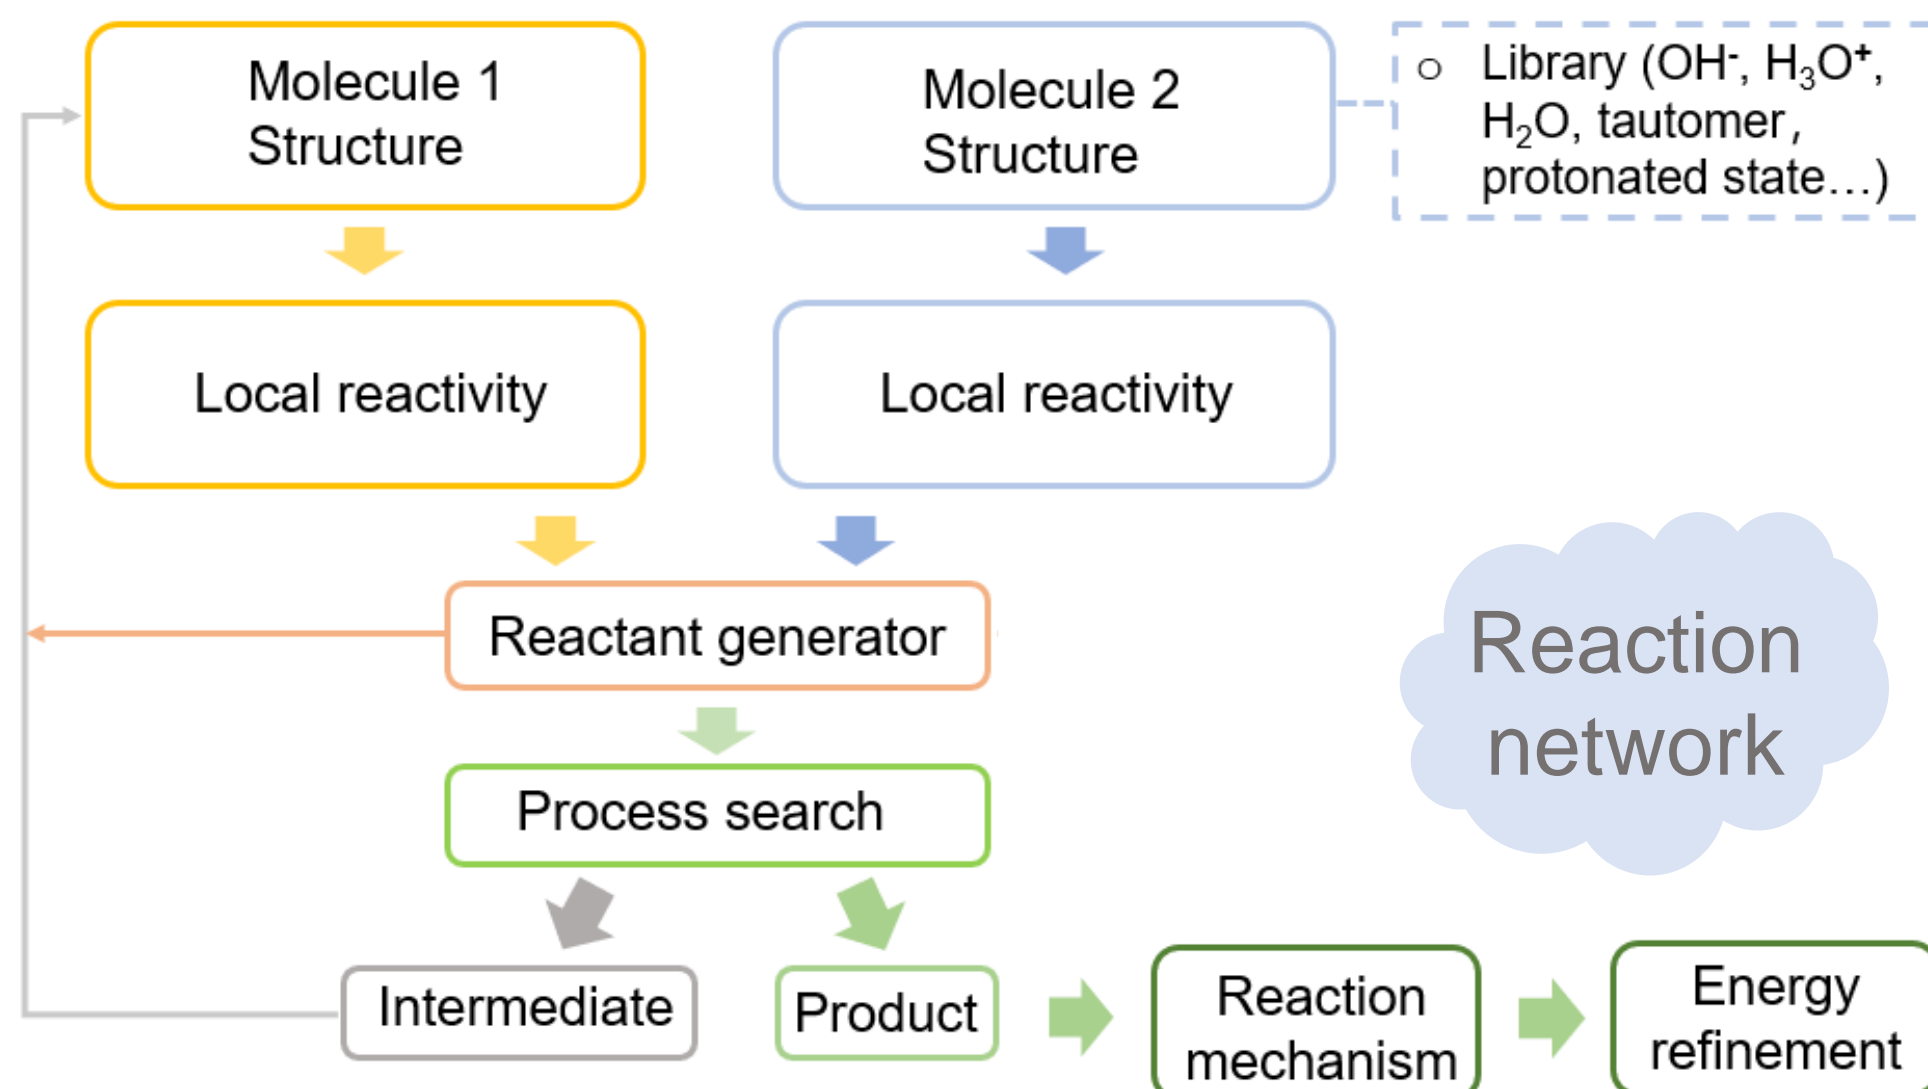 Molecule 1
Structure
Molecule 2
Structure
○ Library (OH⁻, H₃O⁺,
H₂O, tautomer,
protonated state…)
Local reactivity
Local reactivity
Reactant generator
Process search
Reaction
network
Intermediate
Product
Reaction
mechanism
Energy
refinement